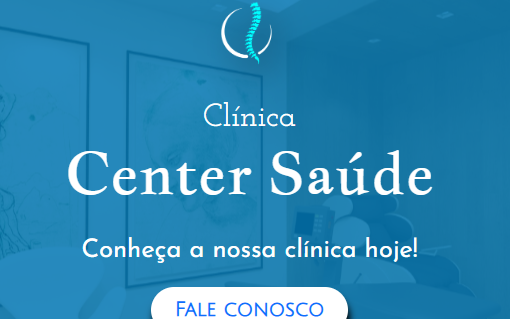 Clínica
Center Saúde
Conheça a nossa clínica hoje!
FALE CONOSCO